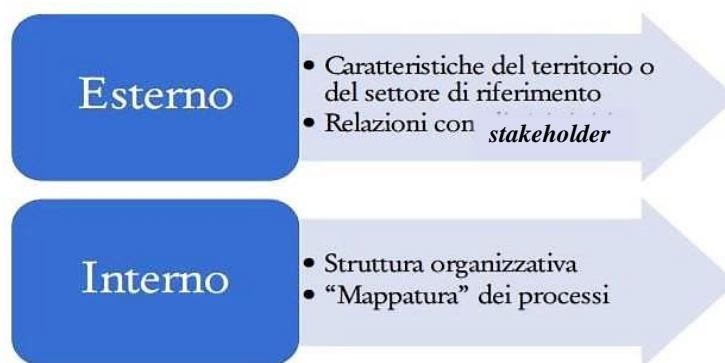 Esterno
• Caratteristiche del territorio o
del settore di riferimento
• Relazioni con stakeholder
Interno
• Struttura organizzativa
• “Mappatura” dei processi